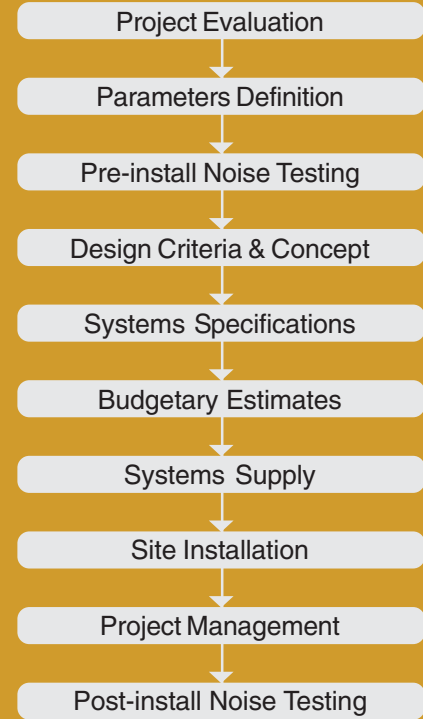 Project Evaluation
Parameters Definition
Pre-install Noise Testing
Design Criteria & Concept
Systems Specifications
Budgetary Estimates
Systems Supply
Site Installation
Project Management
Post-install Noise Testing